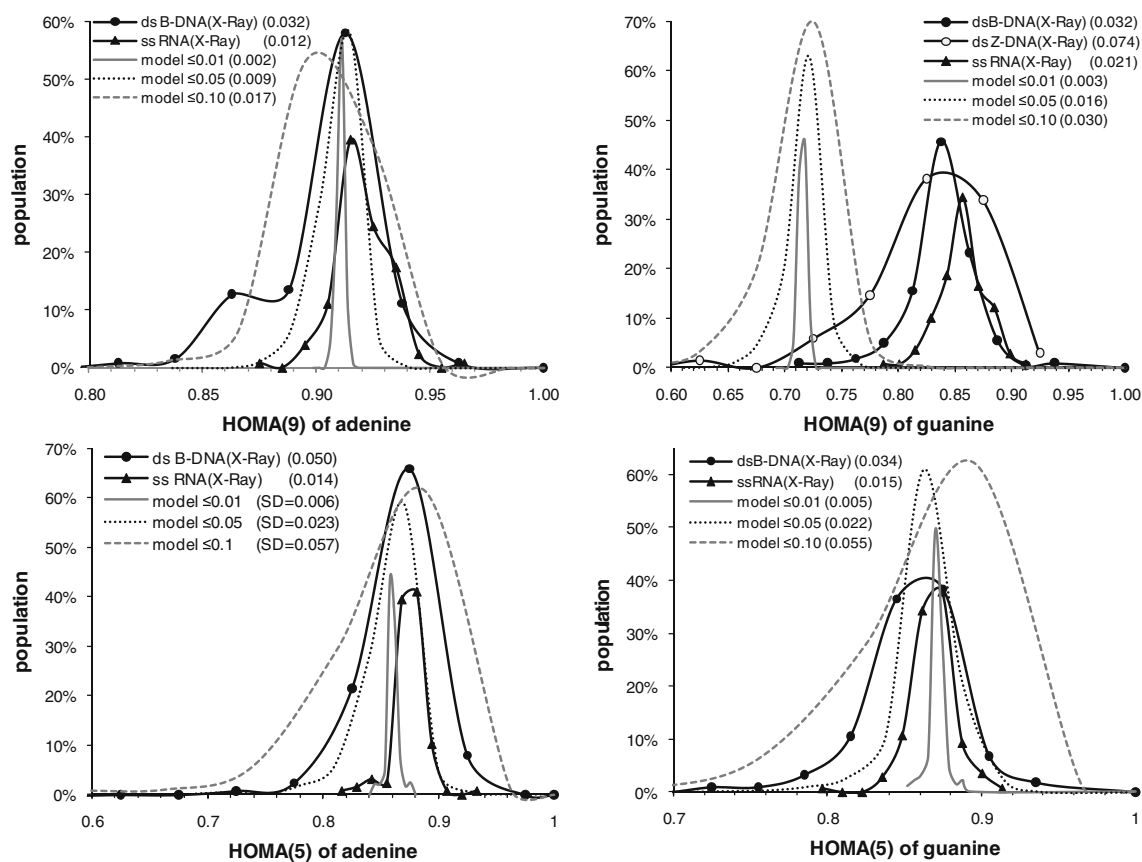 60%
50%
40%
30%
20%
10%
0%
population
ds B-DNA(X-Ray) (0.032)
ss RNA(X-Ray) (0.012)
model ≤0.01 (0.002)
model ≤0.05 (0.009)
model ≤0.10 (0.017)
0.80 0.85 0.90 0.95 1.00
HOMA(9) of adenine
70%
60%
50%
40%
30%
20%
10%
0%
population
dsB-DNA(X-Ray) (0.032)
dsZ-DNA(X-Ray) (0.074)
ss RNA(X-Ray) (0.021)
model ≤0.01 (0.003)
model ≤0.05 (0.016)
model ≤0.10 (0.030)
0.60 0.65 0.70 0.75 0.80 0.85 0.90 0.95 1.00
HOMA(9) of guanine
70%
60%
50%
40%
30%
20%
10%
0%
population
ds B-DNA(X-Ray) (0.050)
ss RNA(X-Ray) (0.014)
model ≤0.01 (SD=0.006)
model ≤0.05 (SD=0.023)
model ≤0.1 (SD=0.057)
0.6 0.7 0.8 0.9 1
HOMA(5) of adenine
60%
50%
40%
30%
20%
10%
0%
population
dsB-DNA(X-Ray) (0.034)
ssRNA(X-Ray) (0.015)
model ≤0.01 (0.005)
model ≤0.05 (0.022)
model ≤0.10 (0.055)
0.7 0.8 0.9 1
HOMA(5) of guanine